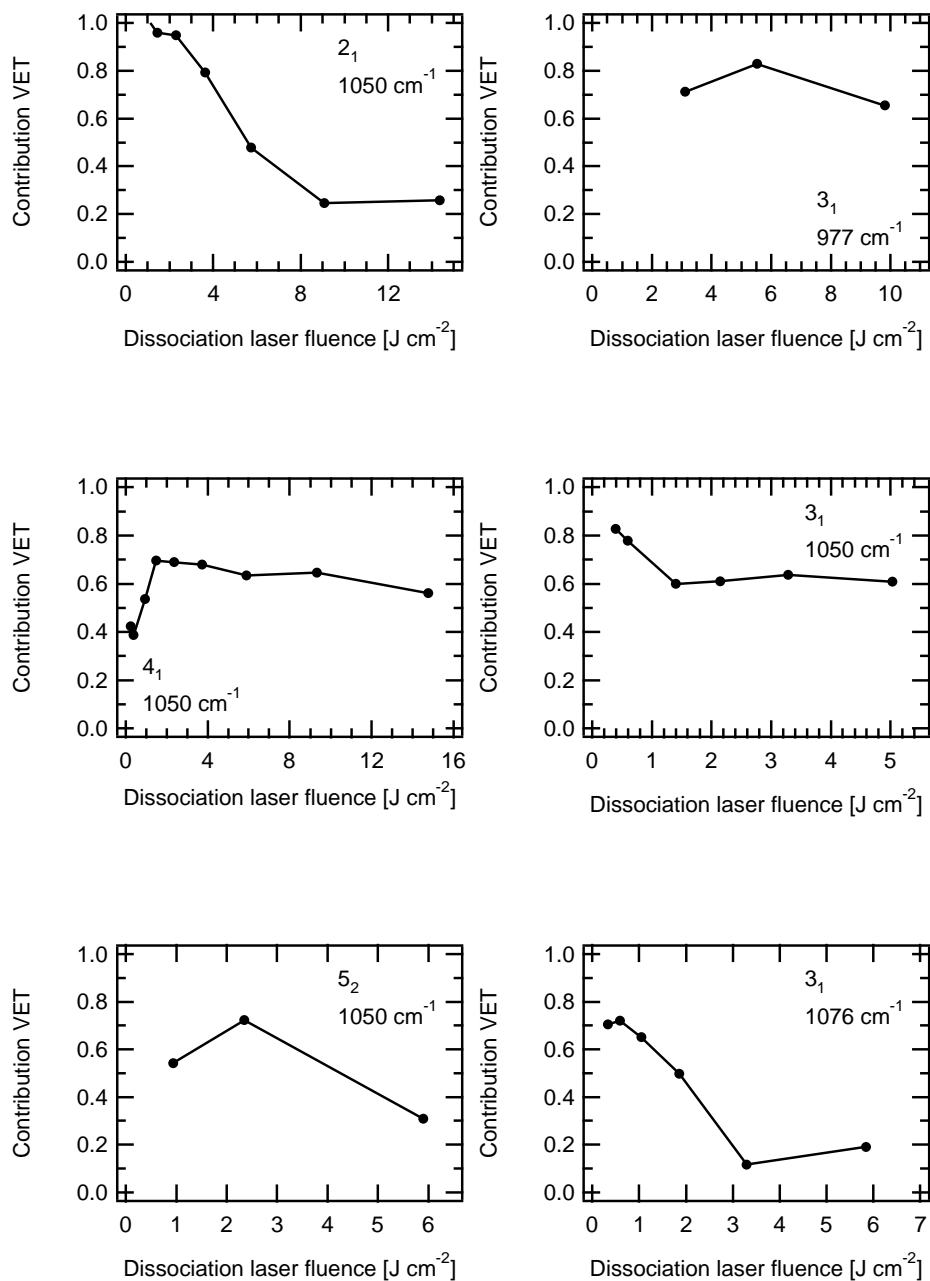 Contribution VET
1.0
0.8
0.6
0.4
0.2
0.0
2₁
1050 cm⁻¹
0 4 8 12
Dissociation laser fluence [J cm⁻²]
Contribution VET
1.0
0.8
0.6
0.4
0.2
0.0
3₁
977 cm⁻¹
0 2 4 6 8 10
Dissociation laser fluence [J cm⁻²]
Contribution VET
1.0
0.8
0.6
0.4
0.2
0.0
4₁
1050 cm⁻¹
0 4 8 12 16
Dissociation laser fluence [J cm⁻²]
Contribution VET
1.0
0.8
0.6
0.4
0.2
0.0
3₁
1050 cm⁻¹
0 1 2 3 4 5
Dissociation laser fluence [J cm⁻²]
Contribution VET
1.0
0.8
0.6
0.4
0.2
0.0
5₂
1050 cm⁻¹
0 1 2 3 4 5 6
Dissociation laser fluence [J cm⁻²]
Contribution VET
1.0
0.8
0.6
0.4
0.2
0.0
3₁
1076 cm⁻¹
0 1 2 3 4 5 6 7
Dissociation laser fluence [J cm⁻²]